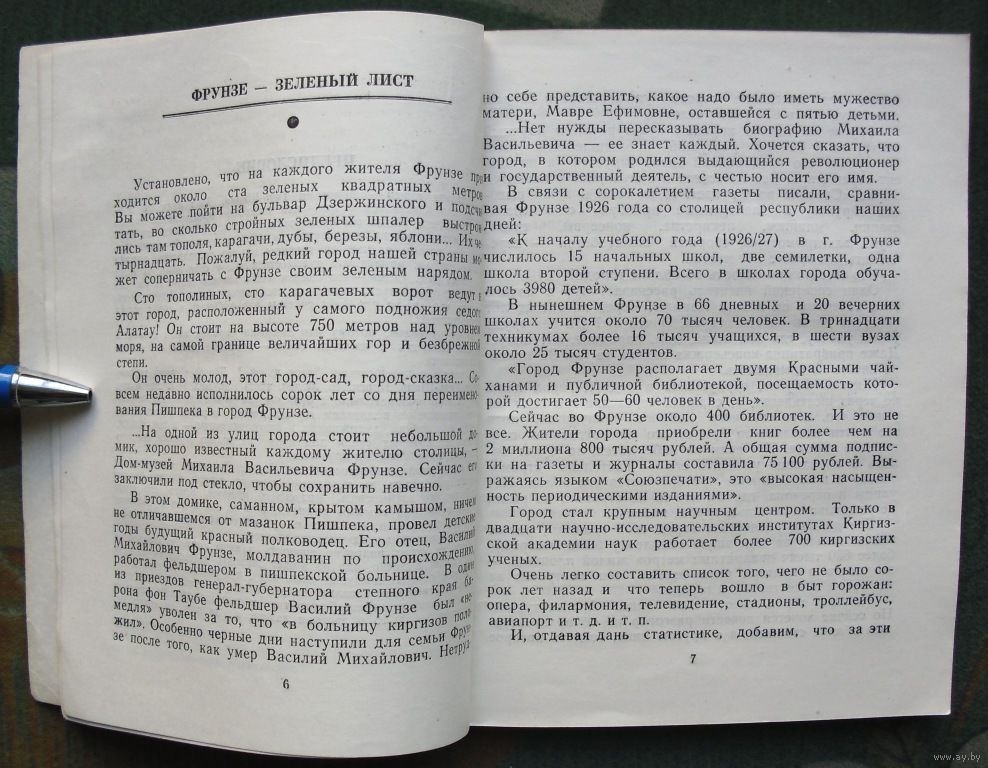 ФРУНЗЕ — ЗЕЛЕНЫЙ ЛИСТ
Установлено, что на каждого жителя Фрунзе при
ходится около ста зеленых квадратных метров
Вы можете пойти на бульвар Дзержинского и подсчи
тать, во сколько стройных зеленых шпалер выстрои
лись там тополя, карагачи, дубы, березы, яблони... Их че
тырнадцать. Пожалуй, редкий город нашей страны мо
жет соперничать с Фрунзе своим зеленым нарядом.
Сто тополиных, сто карагачевых ворот ведут в
этот город, расположенный у самого подножия седого
Алатау! Он стоит на высоте 750 метров над уровнем
моря, на самой границе величайших гор и безбрежной
степи.
Он очень молод, этот город-сад, город-сказка... Со
всем недавно исполнилось сорок лет со дня переимено
вания Пишпека в город Фрунзе.
...На одной из улиц города стоит небольшой до-
мик, хорошо известный каждому жителю столицы, —
Дом-музей Михаила Васильевича Фрунзе. Сейчас его
заключили под стекло, чтобы сохранить навечно.
В этом домике, саманном, крытом камышом, ничем
не отличавшемся от мазанок Пишпека, провел детские
годы будущий красный полководец. Его отец, Василий
Михайлович Фрунзе, молдаванин по происхождению,
работал фельдшером в пишпекской больнице. В один
из приездов генерал-губернатора степного края ба-
рона фон Таубе фельдшер Василий Фрунзе был «не
медля» уволен за то, что «в больницу киргизов поло
жил». Особенно черные дни наступили для семьи Фрун
зе после того, как умер Василий Михайлович. Нетруд
6
но себе представить, какое надо было иметь мужество
матери, Мавре Ефимовне, оставшейся с пятью детьми.
...Нет нужды пересказывать биографию Михаила
Васильевича — ее знает каждый. Хочется сказать, что
город, в котором родился выдающийся революционер
и государственный деятель, с честью носит его имя.
В связи с сорокалетием газеты писали, сравни-
вая Фрунзе 1926 года со столицей республики наших
дней:
«К началу учебного года (1926/27) в г. Фрунзе
числилось 15 начальных школ, две семилетки, одна
школа второй ступени. Всего в школах города обуча-
лось 3980 детей».
В нынешнем Фрунзе в 66 дневных и 20 вечерних
школах учится около 70 тысяч человек. В тринадцати
техникумах более 16 тысяч учащихся, в шести вузах
около 25 тысяч студентов.
«Город Фрунзе располагает двумя Красными чай-
ханами и публичной библиотекой, посещаемость кото-
рой достигает 50—60 человек в день».
Сейчас во Фрунзе около 400 библиотек. И это не
все. Жители города приобрели книг более чем на
2 миллиона 800 тысяч рублей. А общая сумма подпис-
ки на газеты и журналы составила 75 100 рублей. Вы-
ражаясь языком «Союзпечати», это «высокая насыщен-
ность периодическими изданиями».
Город стал крупным научным центром. Только в
двадцати научно-исследовательских институтах Киргиз-
ской академии наук работает более 700 киргизских
ученых.
Очень легко составить список того, чего не было со-
рок лет назад и что теперь вошло в быт горожан:
опера, филармония, телевидение, стадионы, троллейбус,
авиапорт и т. д. и т. п.
И, отдавая дань статистике, добавим, что за эти
7
www.ay.by